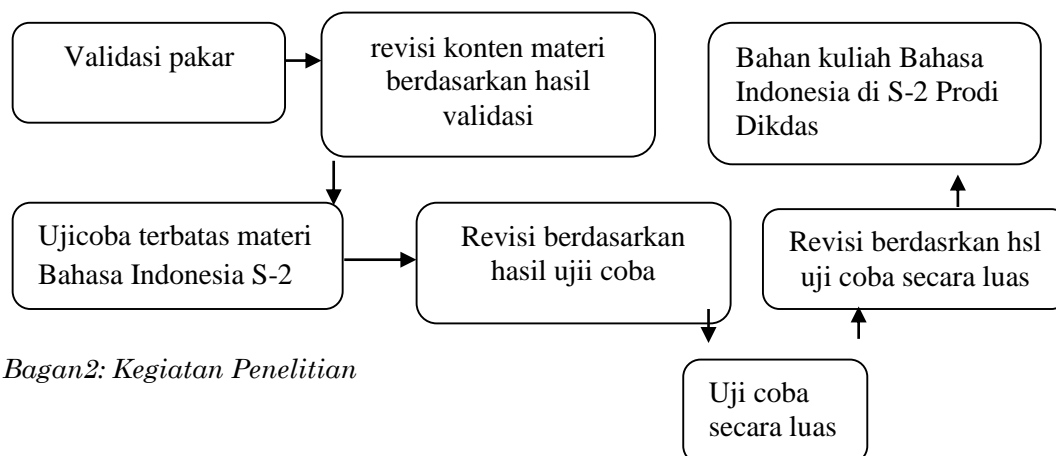 Validasi pakar
revisi konten materi
berdasarkan hasil
validasi
Bahan kuliah Bahasa
Indonesia di S-2 Prodi
Dikdas
Ujicoba terbatas materi
Bahasa Indonesia S-2
Revisi berdasarkan
hasil ujii coba
Revisi berdasrkan hsl
uji coba secara luas
Bagan2: Kegiatan Penelitian
Uji coba
secara luas